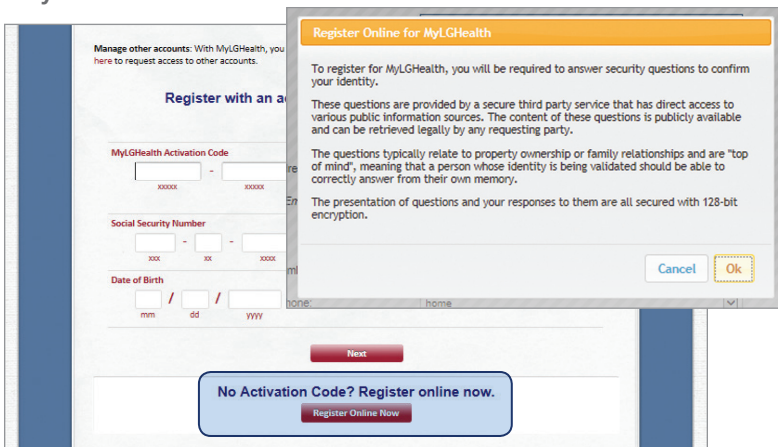 Manage other accounts: With MyLGHealth, you
here to request access to other accounts.
Register with an a
MyLGHealth Activation Code
-
xxxxx xxxxx
Social Security Number
- -
xxx xx xxxx
Date of Birth
/ /
mm dd yyyy
home
Next
No Activation Code? Register online now.
Register Online Now
Register Online for MyLGHealth
To register for MyLGHealth, you will be required to answer security questions to confirm
your identity.
These questions are provided by a secure third party service that has direct access to
various public information sources. The content of these questions is publicly available
and can be retrieved legally by any requesting party.
The questions typically relate to property ownership or family relationships and are "top
of mind", meaning that a person whose identity is being validated should be able to
correctly answer from their own memory.
The presentation of questions and your responses to them are all secured with 128-bit
encryption.
Cancel Ok